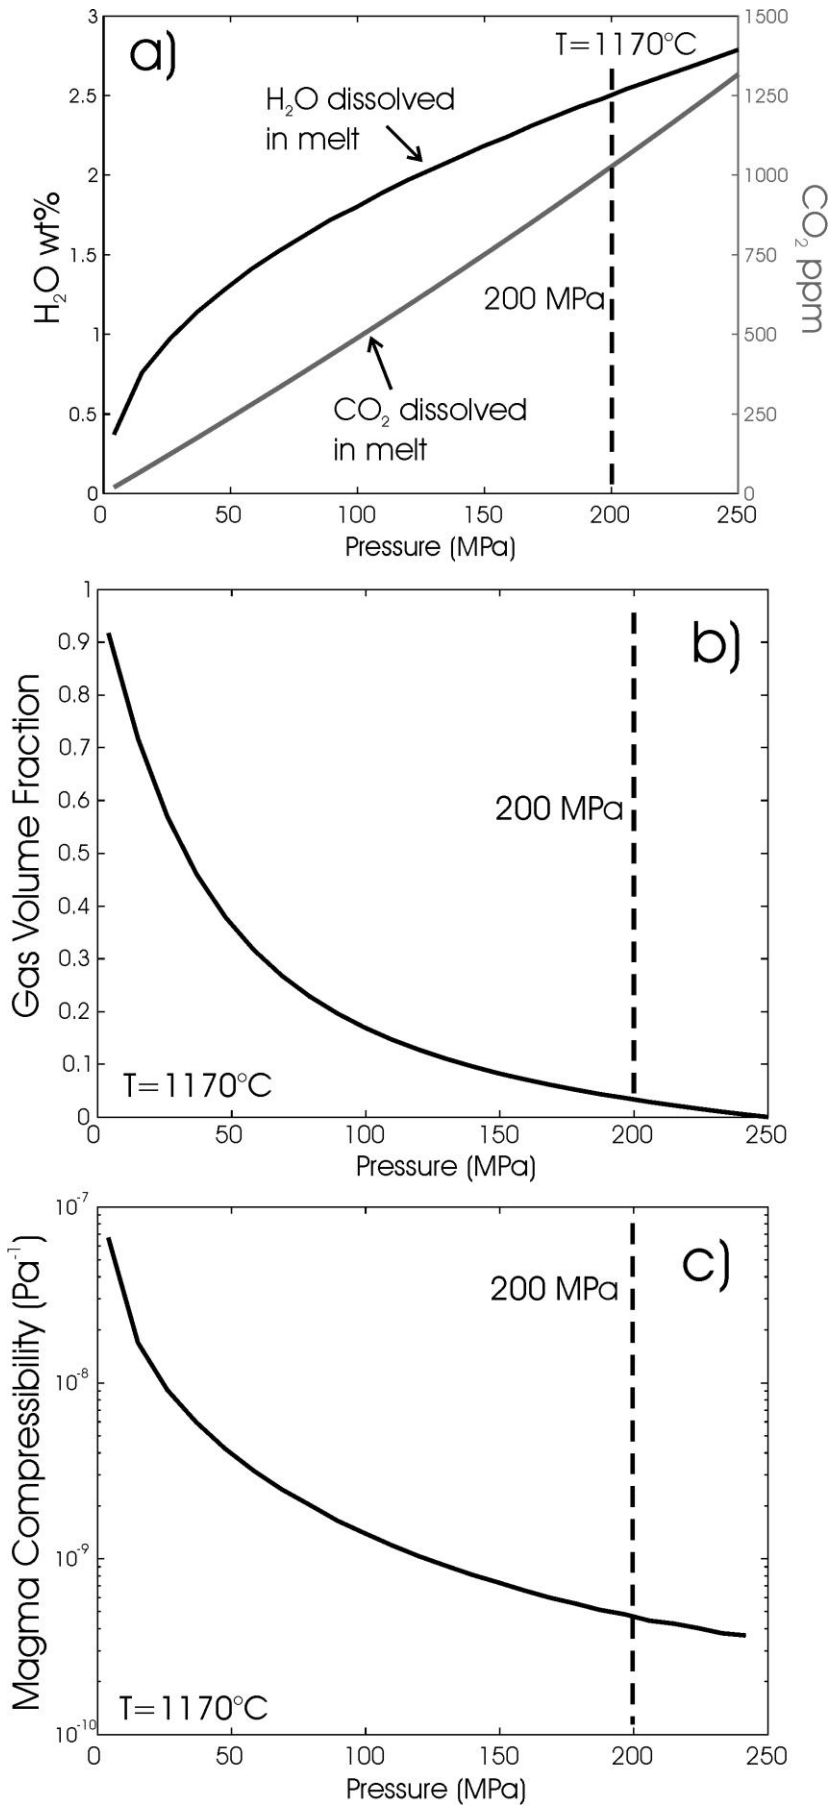 3
1500
a)
T=1170°C
H₂O dissolved
in melt
2.5
1250
2
1000
H₂O wt%
CO₂ ppm
1.5
750
200 MPa
1
500
CO₂ dissolved
in melt
0.5
250
0
0
0 50 100 150 200 250
Pressure (MPa)
1
b)
0.9
0.8
0.7
200 MPa
0.6
Gas Volume Fraction
0.5
0.4
0.3
0.2
0.1
T=1170°C
0
0 50 100 150 200 250
Pressure (MPa)
10⁻⁷
c)
200 MPa
10⁻⁸
Magma Compressibility (Pa⁻¹)
10⁻⁹
T=1170°C
10⁻¹⁰
0 50 100 150 200 250
Pressure (MPa)